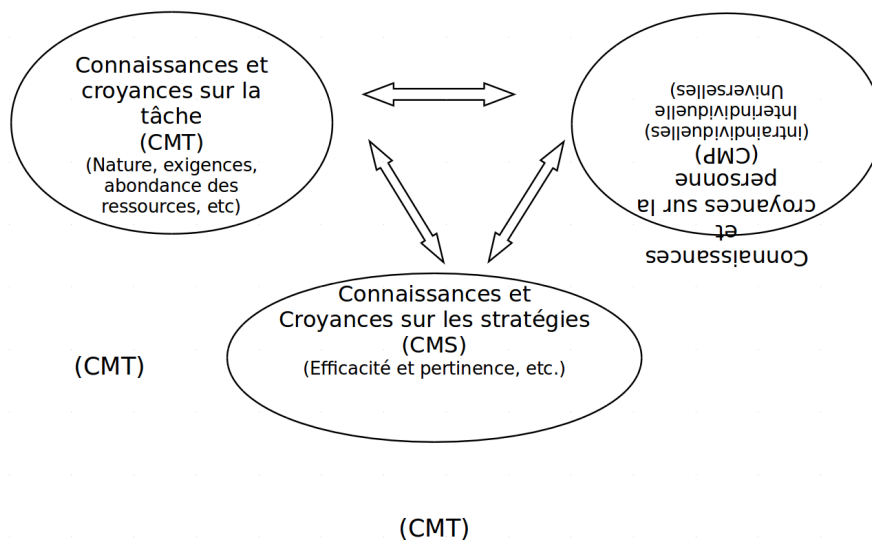 Connaissances et
croyances sur la
tâche
(CMT)
(Nature, exigences,
abondance des
ressources, etc)
Connaissances
et
croyances sur la
personne
(CMP)
(intraindividuelles)
Interindividuelle
Universelles)
Connaissances et
Croyances sur les stratégies
(CMS)
(Efficacité et pertinence, etc.)
(CMT)
(CMT)